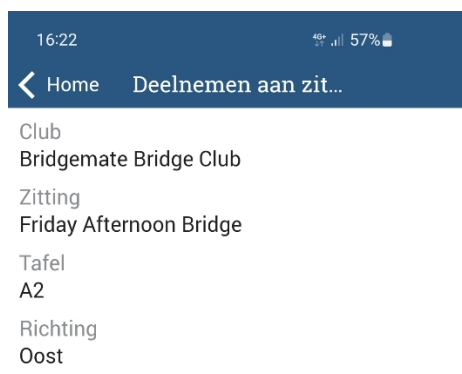 16:22 4G+ 57%
Home Deelnemen aan zit...
Club
Bridgemate Bridge Club
Zitting
Friday Afternoon Bridge
Tafel
A2
Richting
Oost